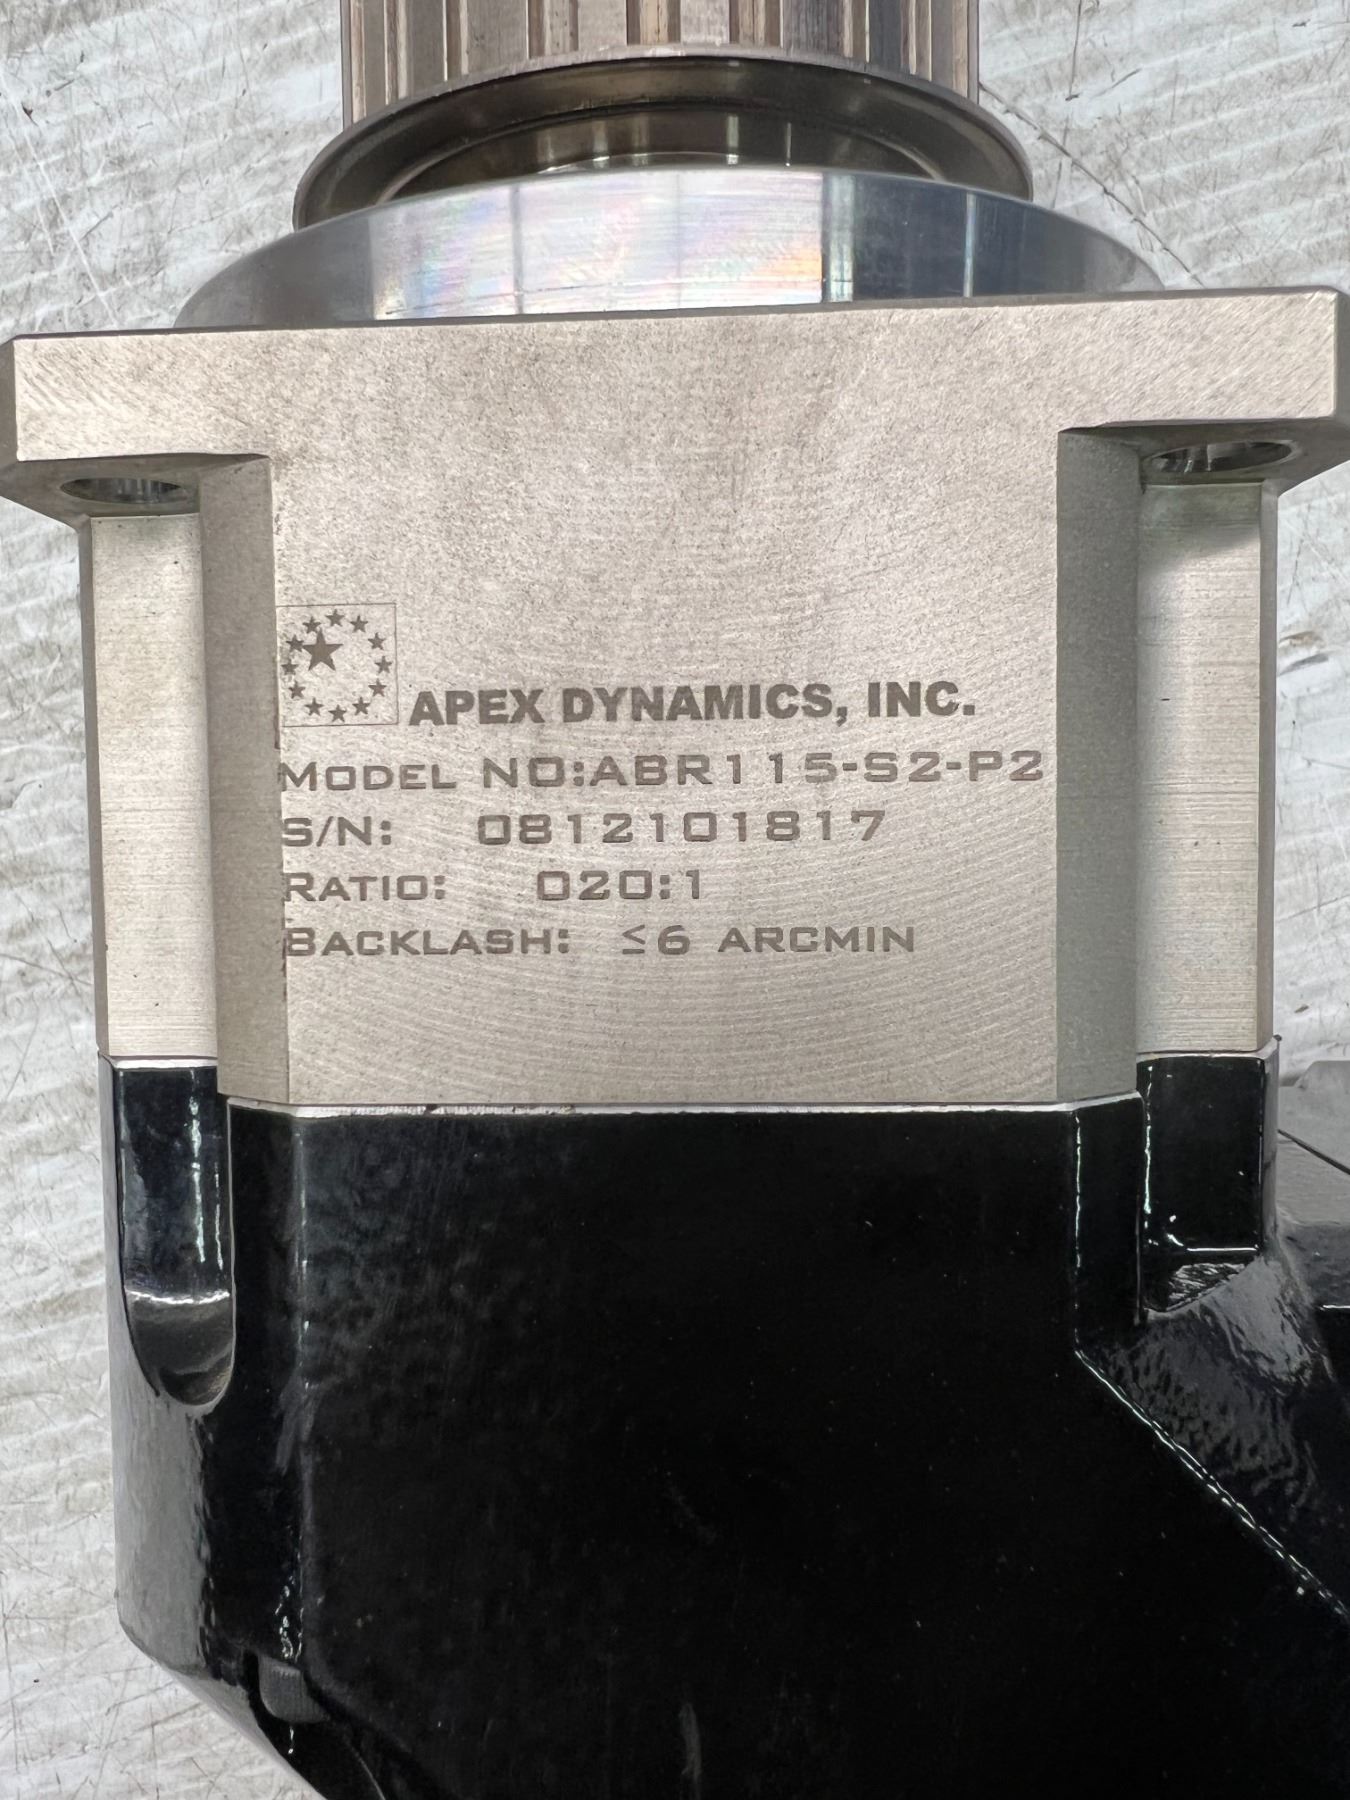 APEX DYNAMICS, INC.
MODEL NO:ABR115-S2-P2
S/N: 0812101817
RATIO: 020:1
BACKLASH: ≤6 ARCMIN